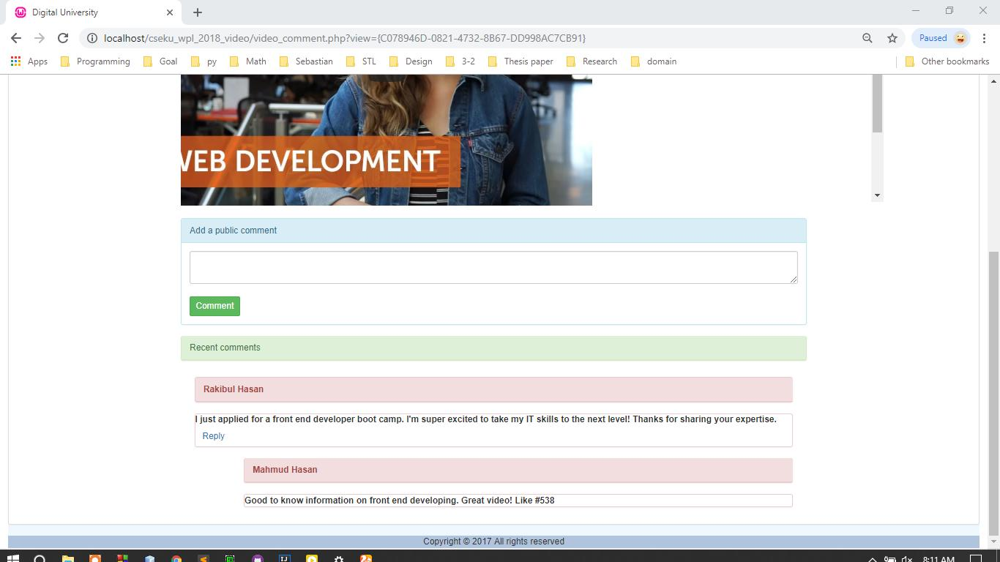 Digital University
localhost/cseku_wpl_2018_video/video_comment.php?view={C078946D-0821-4732-8B67-DD998AC7CB91}
Paused
Apps Programming Goal py Math Sebastian STL Design 3-2 Thesis paper Research domain Other bookmarks
WEB DEVELOPMENT
Add a public comment
Comment
Recent comments
Rakibul Hasan
I just applied for a front end developer boot camp. I'm super excited to take my IT skills to the next level! Thanks for sharing your expertise.
Reply
Mahmud Hasan
Good to know information on front end developing. Great video! Like #538
Copyright © 2017 All rights reserved
8:11 AM